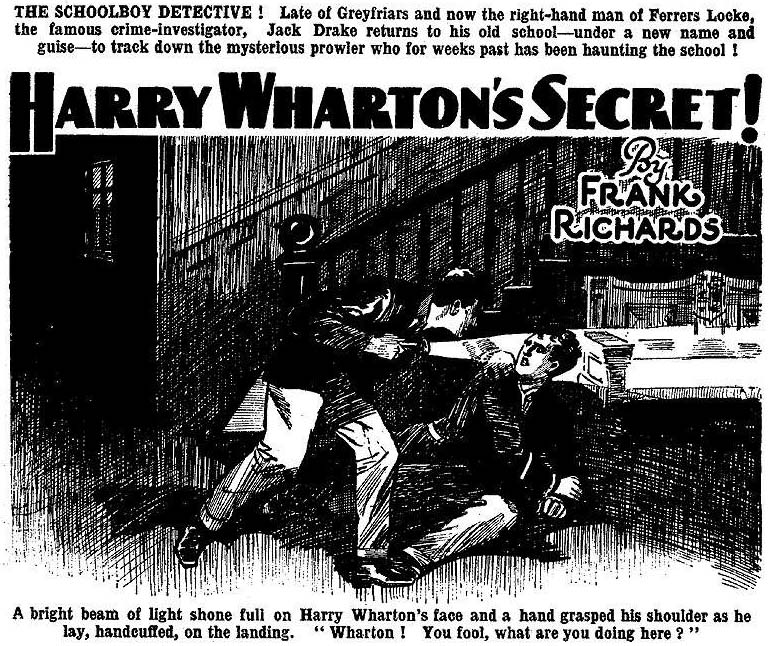 THE SCHOOLBOY DETECTIVE ! Late of Greyfriars and now the right-hand man of Ferrers Locke,
the famous crime-investigator, Jack Drake returns to his old school—under a new name and
guise—to track down the mysterious prowler who for weeks past has been haunting the school !
HARRY WHARTON'S SECRET!
By
FRANK
RICHARDS
A bright beam of light shone full on Harry Wharton's face and a hand grasped his shoulder as he
lay, handcuffed, on the landing. " Wharton ! You fool, what are you doing here ? "